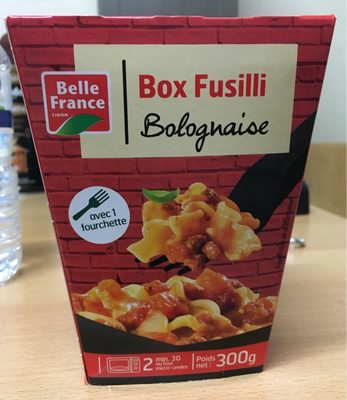 Belle
France
CIDON
Box Fusilli
Bolognaise
avec 1
fourchette
2 min. 30
au four
micro-ondes
Poids
net : 300g